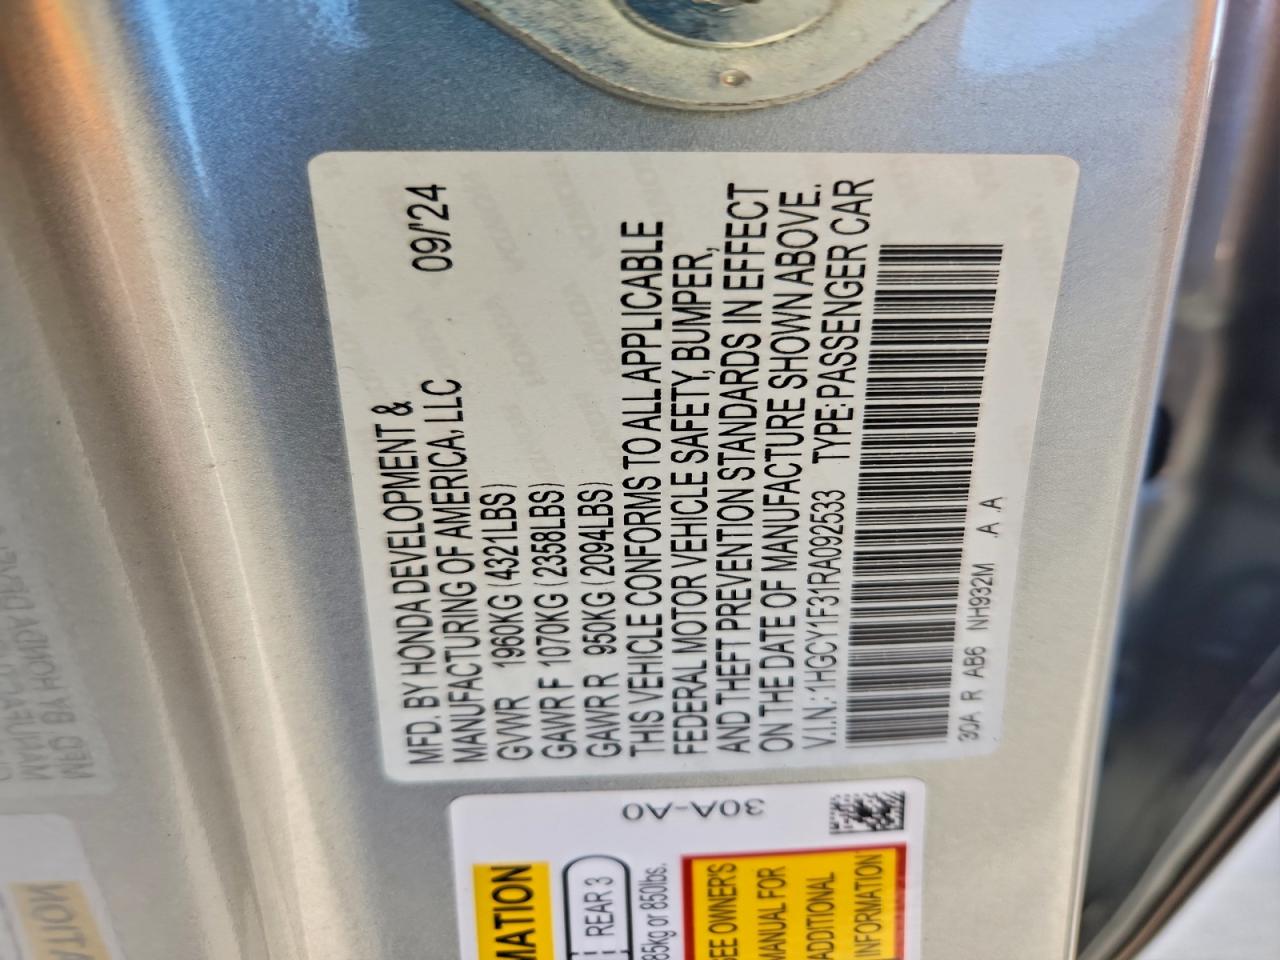 MFD. BY HONDA DEVELOPMENT &
MANUFACTURING OF AMERICA, LLC 09/'24
GVWR 1960KG (4321LBS)
GAWR F 1070KG (2358LBS)
GAWR R 950KG (2094LBS)
THIS VEHICLE CONFORMS TO ALL APPLICABLE
FEDERAL MOTOR VEHICLE SAFETY, BUMPER,
AND THEFT PREVENTION STANDARDS IN EFFECT
ON THE DATE OF MANUFACTURE SHOWN ABOVE.
V.I.N.: 1HGCY1F31RA092533 TYPE: PASSENGER CAR
30A R AB6 NH932M A A
30A-A0
MATION
REAR 3
85kg or 850lbs.
SEE OWNER'S
MANUAL FOR
ADDITIONAL
INFORMATION